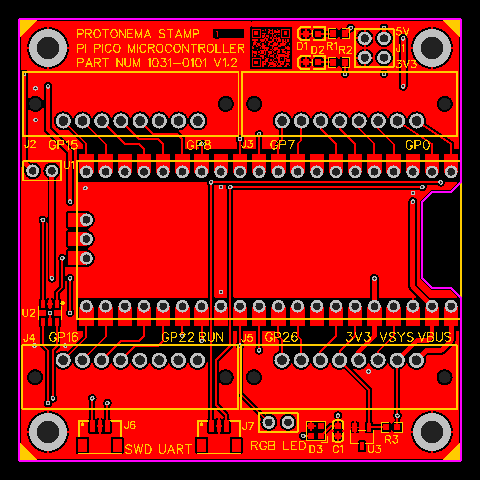 PROTONEMA STAMP
PI PICO MICROCONTROLLER
PART NUM 1031-0101 V1.2
D1 D2 R1 R2
5V
J1
3V3
J2 GP15 GP8 J3 GP7 GP0
U1
U2
GP16 GP22 RUN GP26 3V3 VSYS VBUS
J4 J5
J6 J7
SWD UART RGB LED D3 C1 U3 R3